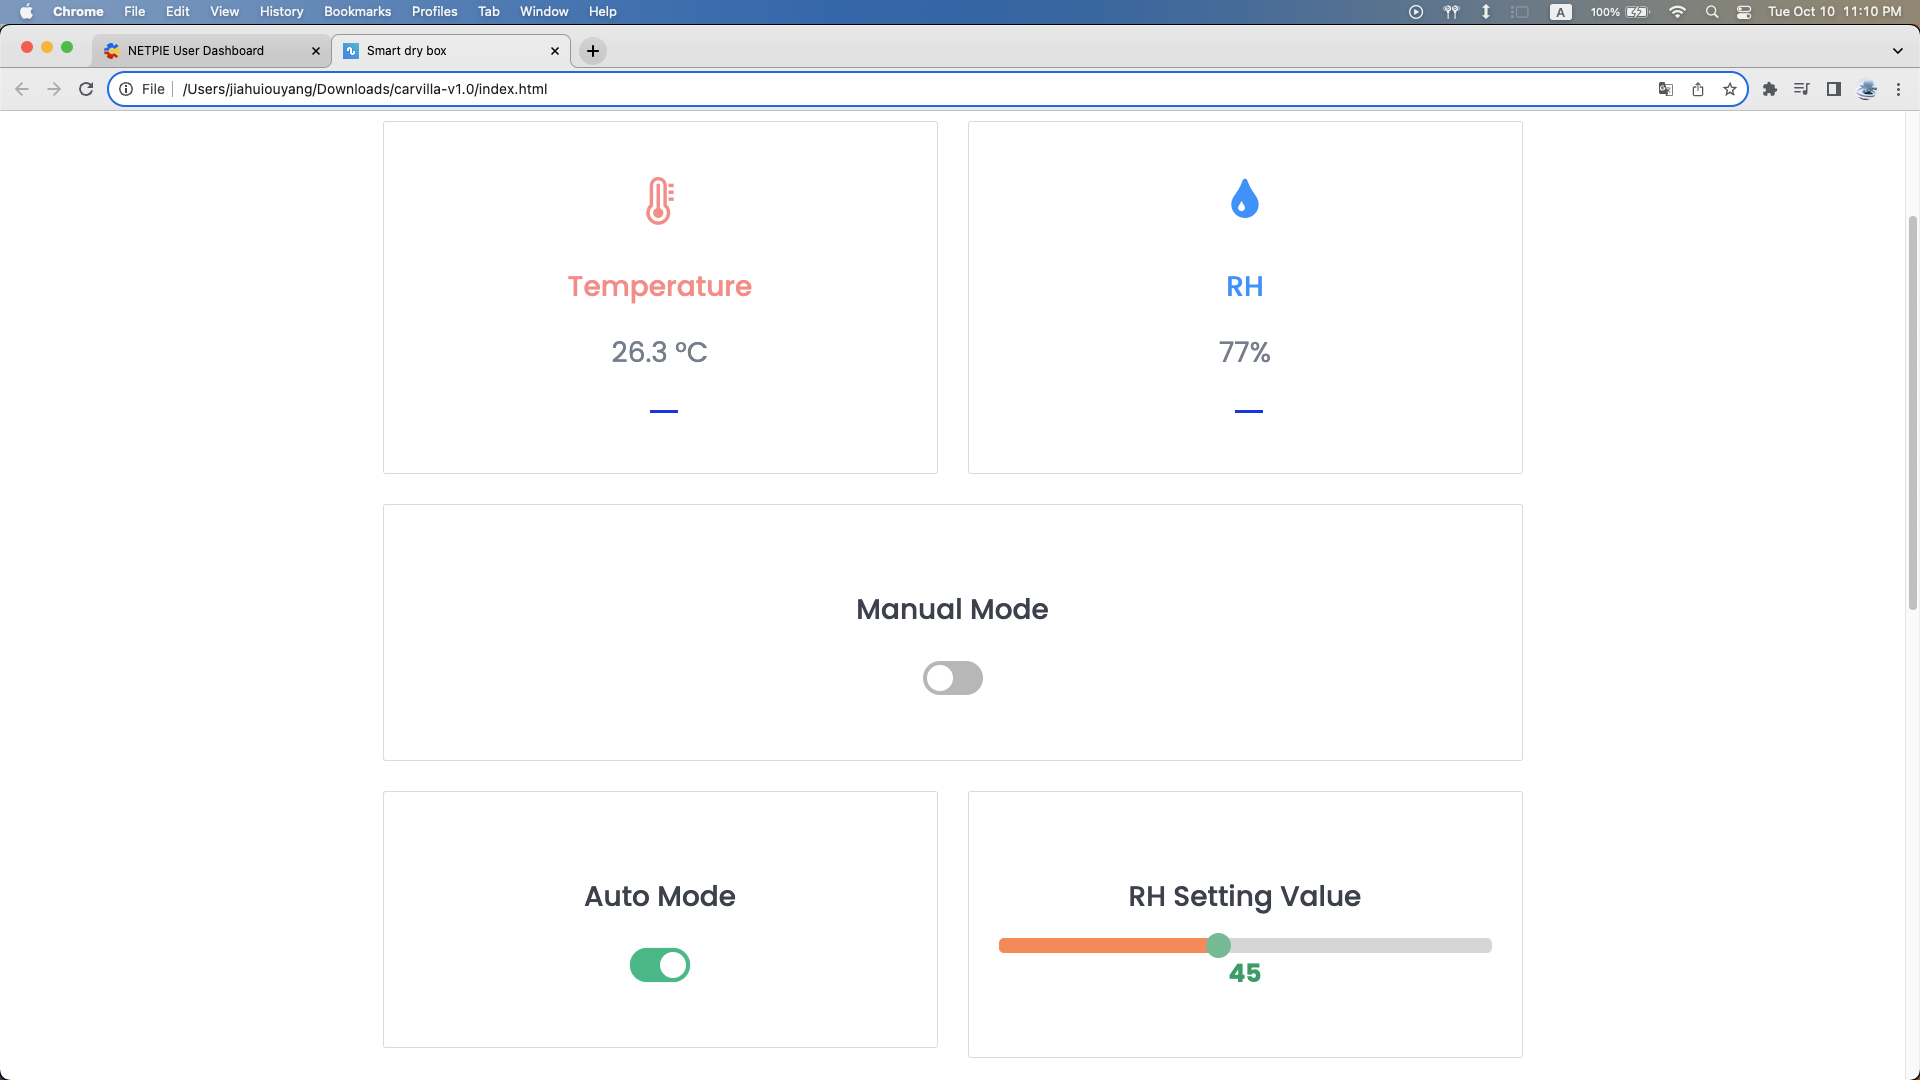 Chrome File Edit View History Bookmarks Profiles Tab Window Help A 100% Tue Oct 10 11:10 PM
NETPIE User Dashboard Smart dry box
File /Users/jiahuiouyang/Downloads/carvilla-v1.0/index.html
Temperature
26.3 °C
RH
77%
Manual Mode
Auto Mode
RH Setting Value
45